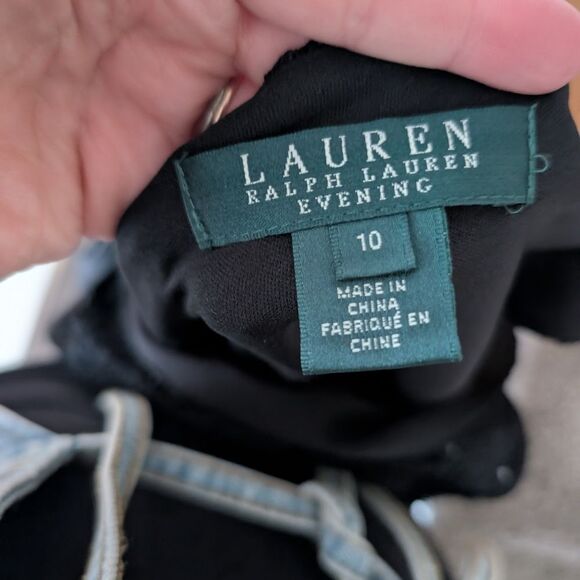 LAUREN
RALPH LAUREN
EVENING
10
MADE IN
CHINA
FABRIQUÉ EN
CHINE